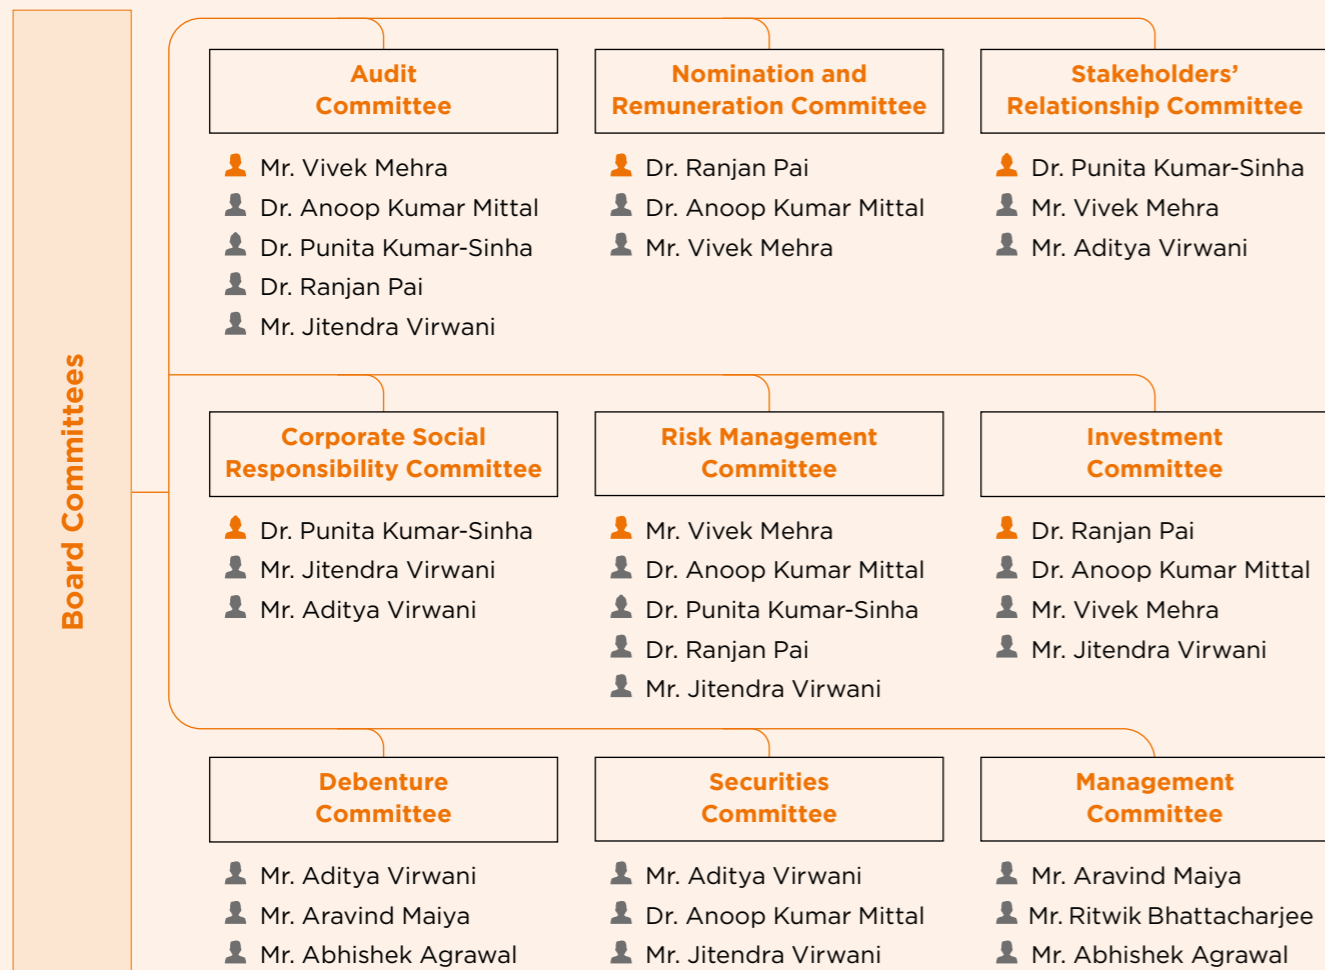 Board Committees
Audit
Committee
Mr. Vivek Mehra
Dr. Anoop Kumar Mittal
Dr. Punita Kumar-Sinha
Dr. Ranjan Pai
Mr. Jitendra Virwani
Nomination and
Remuneration Committee
Dr. Ranjan Pai
Dr. Anoop Kumar Mittal
Mr. Vivek Mehra
Stakeholders’
Relationship Committee
Dr. Punita Kumar-Sinha
Mr. Vivek Mehra
Mr. Aditya Virwani
Corporate Social
Responsibility Committee
Dr. Punita Kumar-Sinha
Mr. Jitendra Virwani
Mr. Aditya Virwani
Risk Management
Committee
Mr. Vivek Mehra
Dr. Anoop Kumar Mittal
Dr. Punita Kumar-Sinha
Dr. Ranjan Pai
Mr. Jitendra Virwani
Investment
Committee
Dr. Ranjan Pai
Dr. Anoop Kumar Mittal
Mr. Vivek Mehra
Mr. Jitendra Virwani
Debenture
Committee
Mr. Aditya Virwani
Mr. Aravind Maiya
Mr. Abhishek Agrawal
Securities
Committee
Mr. Aditya Virwani
Dr. Anoop Kumar Mittal
Mr. Jitendra Virwani
Management
Committee
Mr. Aravind Maiya
Mr. Ritwik Bhattacharjee
Mr. Abhishek Agrawal